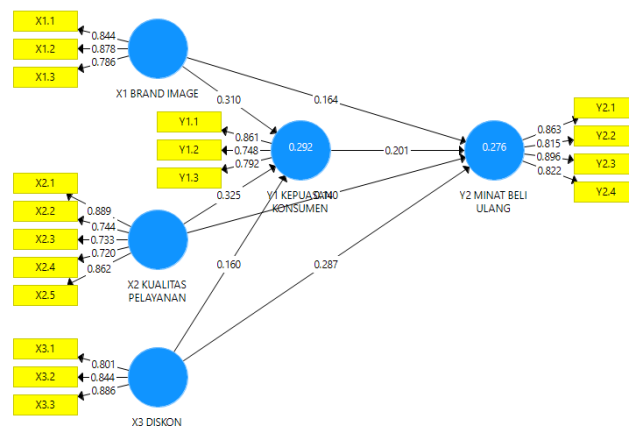 X1.1
0.844
X1.2
0.878
X1.3
0.786
X1 BRAND IMAGE
0.310
0.164
Y1.1
0.861
Y1.2
0.748
Y1.3
0.792
0.292
Y1 KEPUASAN
KONSUMEN
0.201
0.276
Y2 MINAT BELI
ULANG
Y2.1
0.863
Y2.2
0.815
Y2.3
0.896
Y2.4
0.822
X2.1
0.889
X2.2
0.744
X2.3
0.733
X2.4
0.720
X2.5
0.862
X2 KUALITAS
PELAYANAN
0.325
0.160
0.287
X3.1
0.801
X3.2
0.844
X3.3
0.886
X3 DISKON